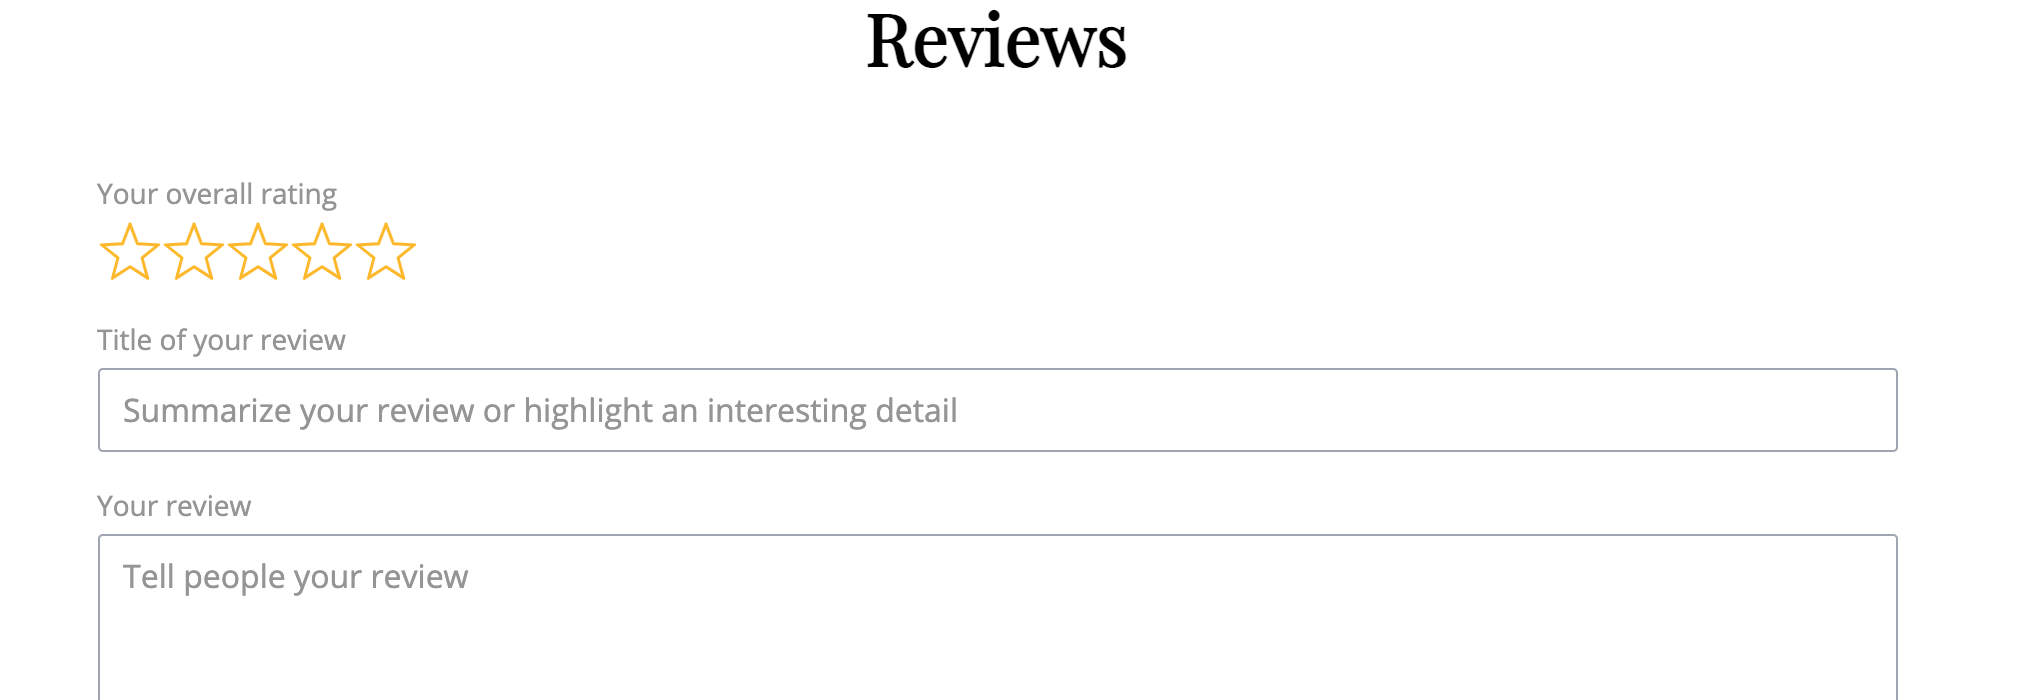 Reviews
Your overall rating
Title of your review
Summarize your review or highlight an interesting detail
Your review
Tell people your review